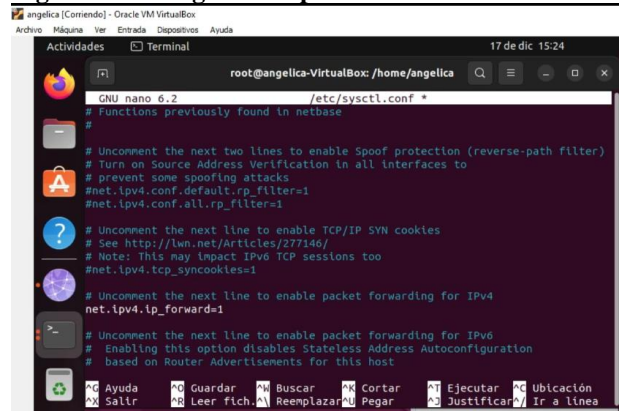 angelica [Corriendo] - Oracle VM VirtualBox
Archivo Máquina Ver Entrada Dispositivos Ayuda
Actividades Terminal 17 de dic 15:24
root@angelica-VirtualBox: /home/angelica
GNU nano 6.2 /etc/sysctl.conf *
# Functions previously found in netbase
#
# Uncomment the next two lines to enable Spoof protection (reverse-path filter)
# Turn on Source Address Verification in all interfaces to
# prevent some spoofing attacks
#net.ipv4.conf.default.rp_filter=1
#net.ipv4.conf.all.rp_filter=1
# Uncomment the next line to enable TCP/IP SYN cookies
# See http://lwn.net/Articles/277146/
# Note: This may impact IPv6 TCP sessions too
#net.ipv4.tcp_syncookies=1
# Uncomment the next line to enable packet forwarding for IPv4
net.ipv4.ip_forward=1
# Uncomment the next line to enable packet forwarding for IPv6
#  Enabling this option disables Stateless Address Autoconfiguration
#  based on Router Advertisements for this host
^G Ayuda ^O Guardar ^W Buscar ^K Cortar ^T Ejecutar ^C Ubicación
^X Salir ^R Leer fich.^\ Reemplazar^U Pegar ^J Justificar^/ Ir a línea